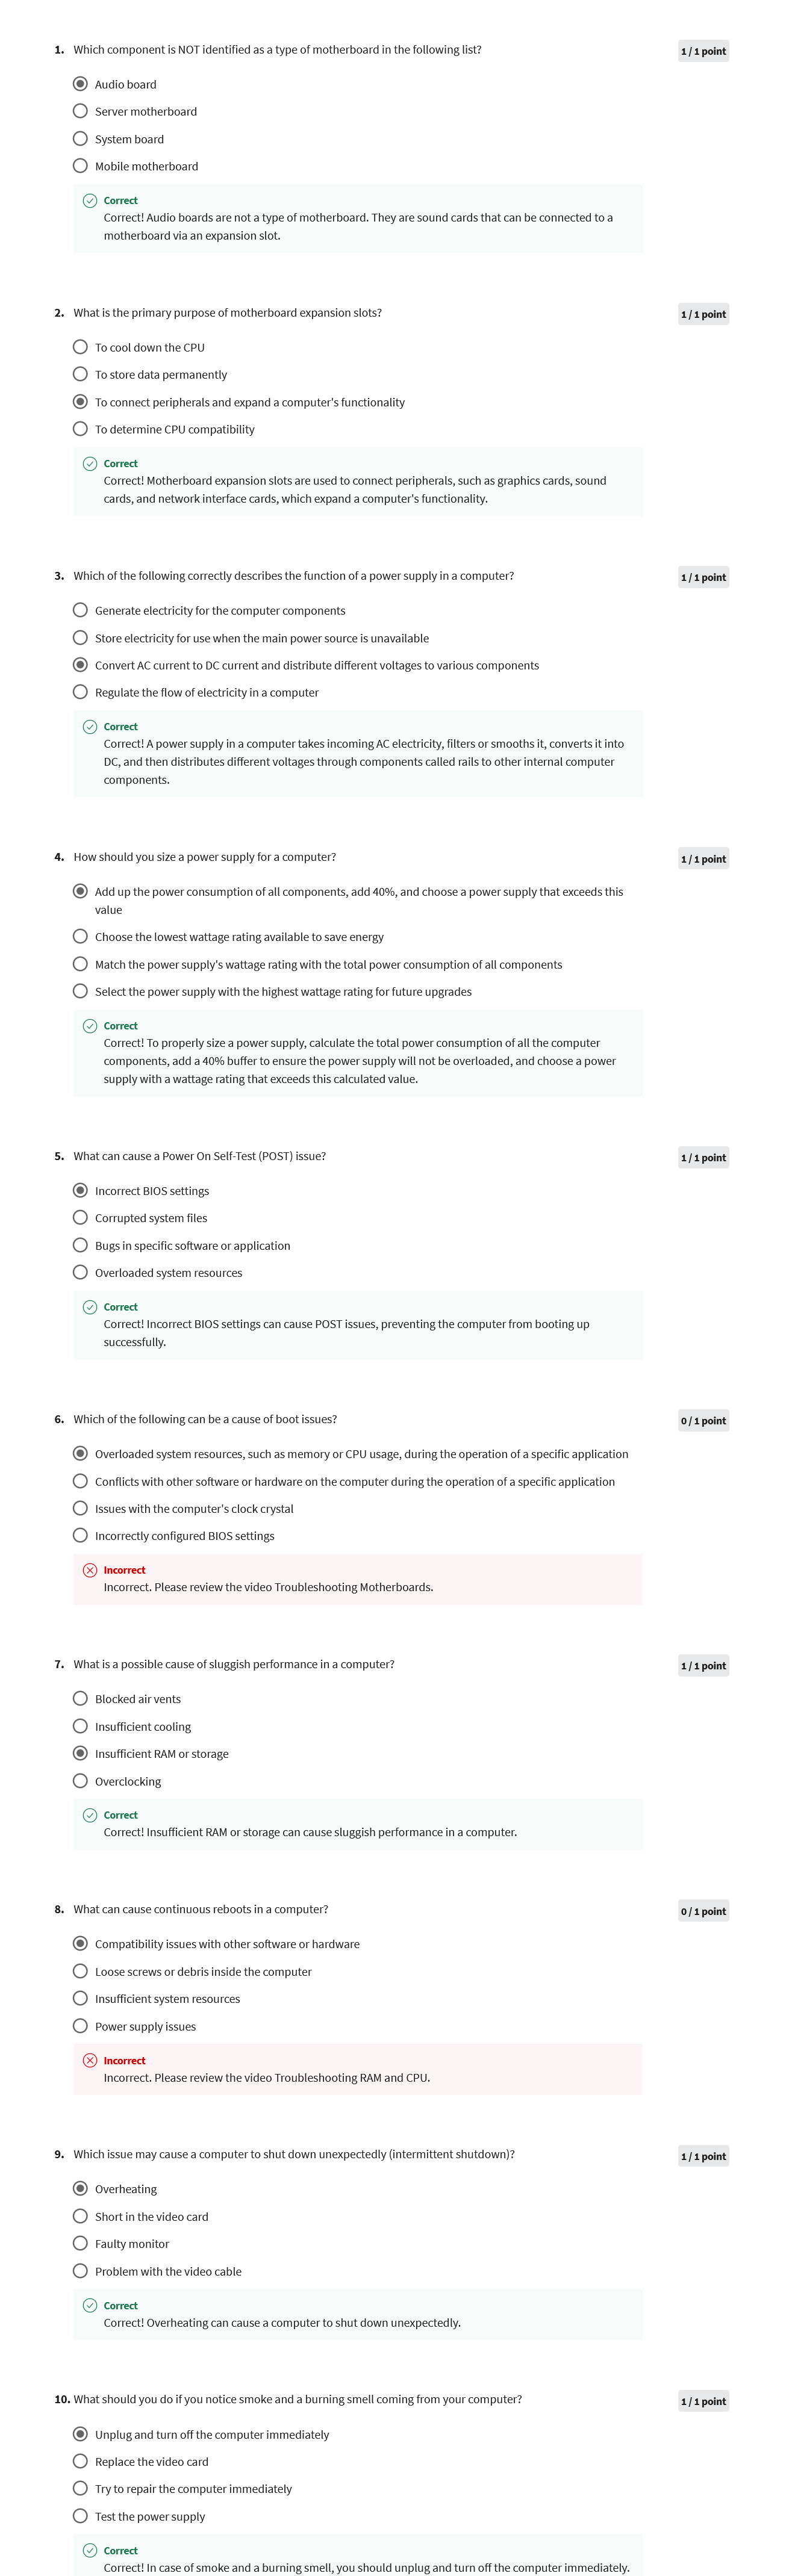 1. Which component is NOT identified as a type of motherboard in the following list?
1 / 1 point
Audio board
Server motherboard
System board
Mobile motherboard
Correct
Correct! Audio boards are not a type of motherboard. They are sound cards that can be connected to a
motherboard via an expansion slot.
2. What is the primary purpose of motherboard expansion slots?
1 / 1 point
To cool down the CPU
To store data permanently
To connect peripherals and expand a computer's functionality
To determine CPU compatibility
Correct
Correct! Motherboard expansion slots are used to connect peripherals, such as graphics cards, sound
cards, and network interface cards, which expand a computer's functionality.
3. Which of the following correctly describes the function of a power supply in a computer?
1 / 1 point
Generate electricity for the computer components
Store electricity for use when the main power source is unavailable
Convert AC current to DC current and distribute different voltages to various components
Regulate the flow of electricity in a computer
Correct
Correct! A power supply in a computer takes incoming AC electricity, filters or smooths it, converts it into
DC, and then distributes different voltages through components called rails to other internal computer
components.
4. How should you size a power supply for a computer?
1 / 1 point
Add up the power consumption of all components, add 40%, and choose a power supply that exceeds this
value
Choose the lowest wattage rating available to save energy
Match the power supply's wattage rating with the total power consumption of all components
Select the power supply with the highest wattage rating for future upgrades
Correct
Correct! To properly size a power supply, calculate the total power consumption of all the computer
components, add a 40% buffer to ensure the power supply will not be overloaded, and choose a power
supply with a wattage rating that exceeds this calculated value.
5. What can cause a Power On Self-Test (POST) issue?
1 / 1 point
Incorrect BIOS settings
Corrupted system files
Bugs in specific software or application
Overloaded system resources
Correct
Correct! Incorrect BIOS settings can cause POST issues, preventing the computer from booting up
successfully.
6. Which of the following can be a cause of boot issues?
0 / 1 point
Overloaded system resources, such as memory or CPU usage, during the operation of a specific application
Conflicts with other software or hardware on the computer during the operation of a specific application
Issues with the computer's clock crystal
Incorrectly configured BIOS settings
Incorrect
Incorrect. Please review the video Troubleshooting Motherboards.
7. What is a possible cause of sluggish performance in a computer?
1 / 1 point
Blocked air vents
Insufficient cooling
Insufficient RAM or storage
Overclocking
Correct
Correct! Insufficient RAM or storage can cause sluggish performance in a computer.
8. What can cause continuous reboots in a computer?
0 / 1 point
Compatibility issues with other software or hardware
Loose screws or debris inside the computer
Insufficient system resources
Power supply issues
Incorrect
Incorrect. Please review the video Troubleshooting RAM and CPU.
9. Which issue may cause a computer to shut down unexpectedly (intermittent shutdown)?
1 / 1 point
Overheating
Short in the video card
Faulty monitor
Problem with the video cable
Correct
Correct! Overheating can cause a computer to shut down unexpectedly.
10. What should you do if you notice smoke and a burning smell coming from your computer?
1 / 1 point
Unplug and turn off the computer immediately
Replace the video card
Try to repair the computer immediately
Test the power supply
Correct
Correct! In case of smoke and a burning smell, you should unplug and turn off the computer immediately.